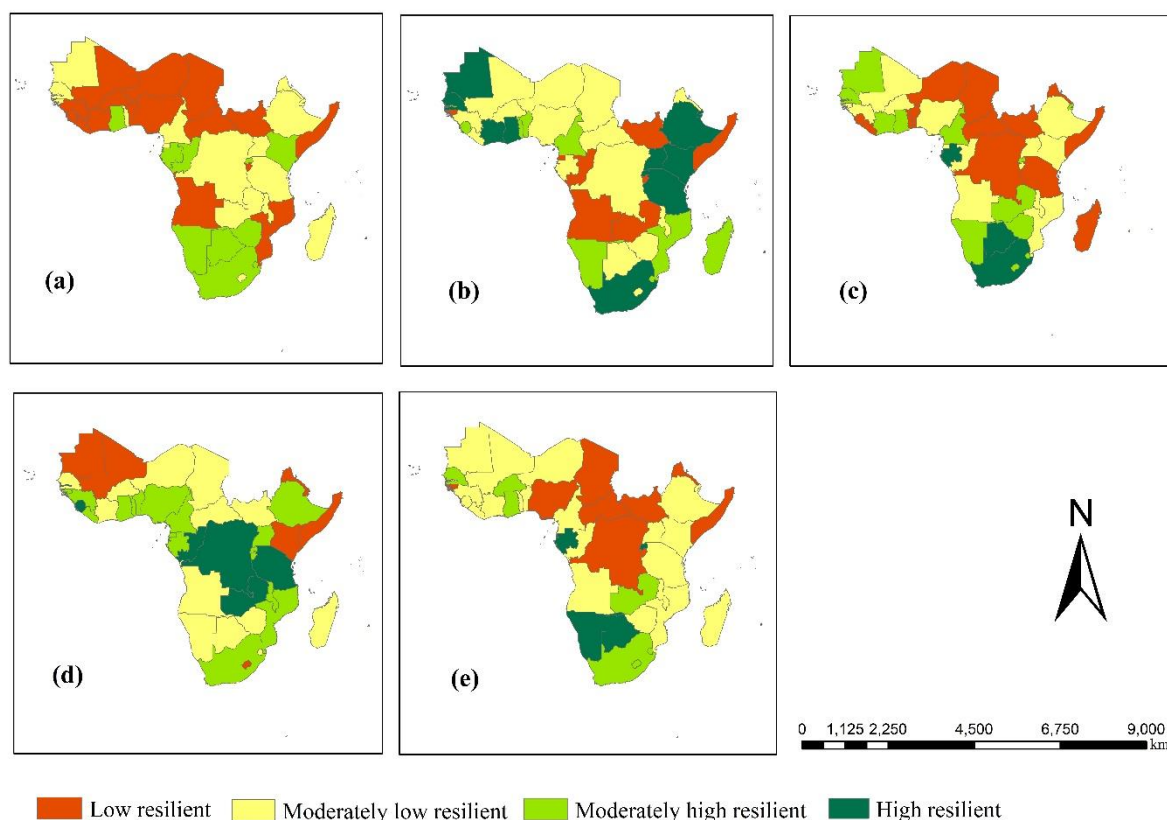 (a)
(b)
(c)
(d)
(e)
N
0 1,125 2,250 4,500 6,750 9,000
km
Low resilient Moderately low resilient Moderately high resilient High resilient